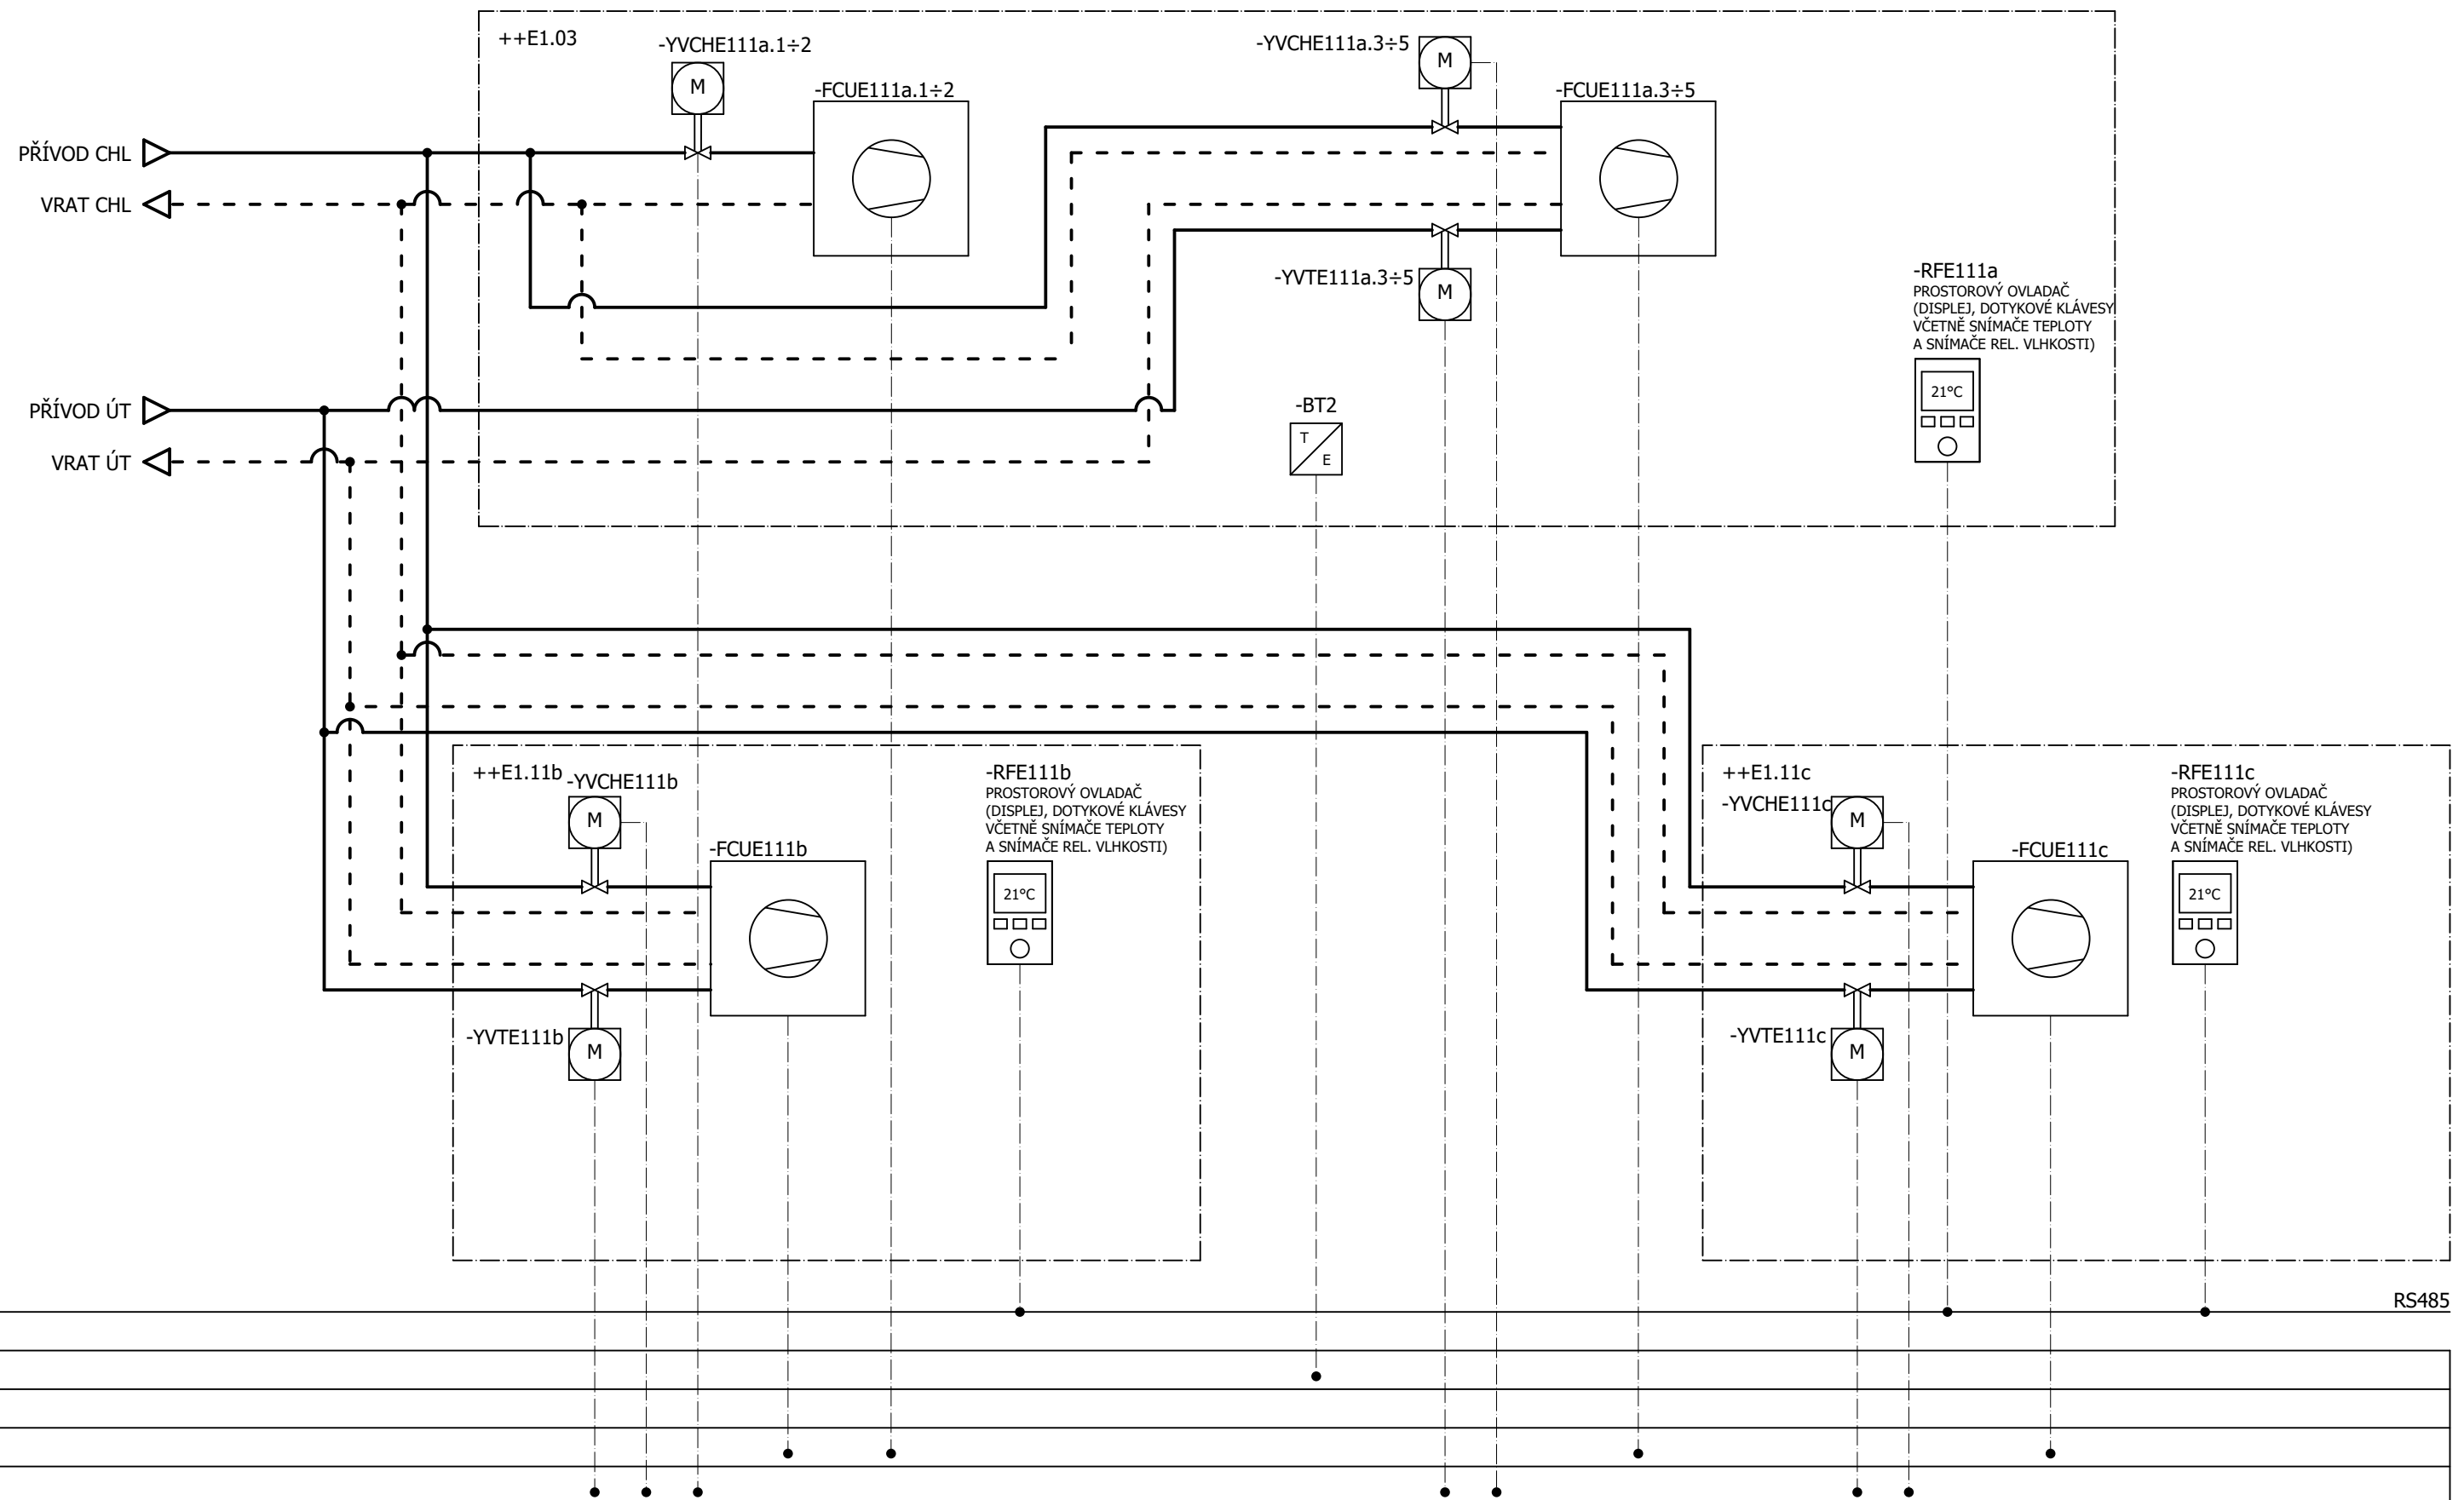 ++E1.03
-YVCHE111a.1÷2
-YVCHE111a.3÷5
M
M
-FCUE111a.1÷2
-FCUE111a.3÷5
PŘÍVOD CHL
VRAT CHL
-YVTE111a.3÷5
M
-RFE111a
PROSTOROVÝ OVLADAČ
(DISPLEJ, DOTYKOVÉ KLÁVESY
VČETNĚ SNÍMAČE TEPLOTY
A SNÍMAČE REL. VLHKOSTI)
21°C
PŘÍVOD ÚT
VRAT ÚT
-BT2
T
E
++E1.11b
-YVCHE111b
M
-FCUE111b
-RFE111b
PROSTOROVÝ OVLADAČ
(DISPLEJ, DOTYKOVÉ KLÁVESY
VČETNĚ SNÍMAČE TEPLOTY
A SNÍMAČE REL. VLHKOSTI)
21°C
-YVTE111b
M
++E1.11c
-YVCHE111c
M
-FCUE111c
-RFE111c
PROSTOROVÝ OVLADAČ
(DISPLEJ, DOTYKOVÉ KLÁVESY
VČETNĚ SNÍMAČE TEPLOTY
A SNÍMAČE REL. VLHKOSTI)
21°C
-YVTE111c
M
RS485